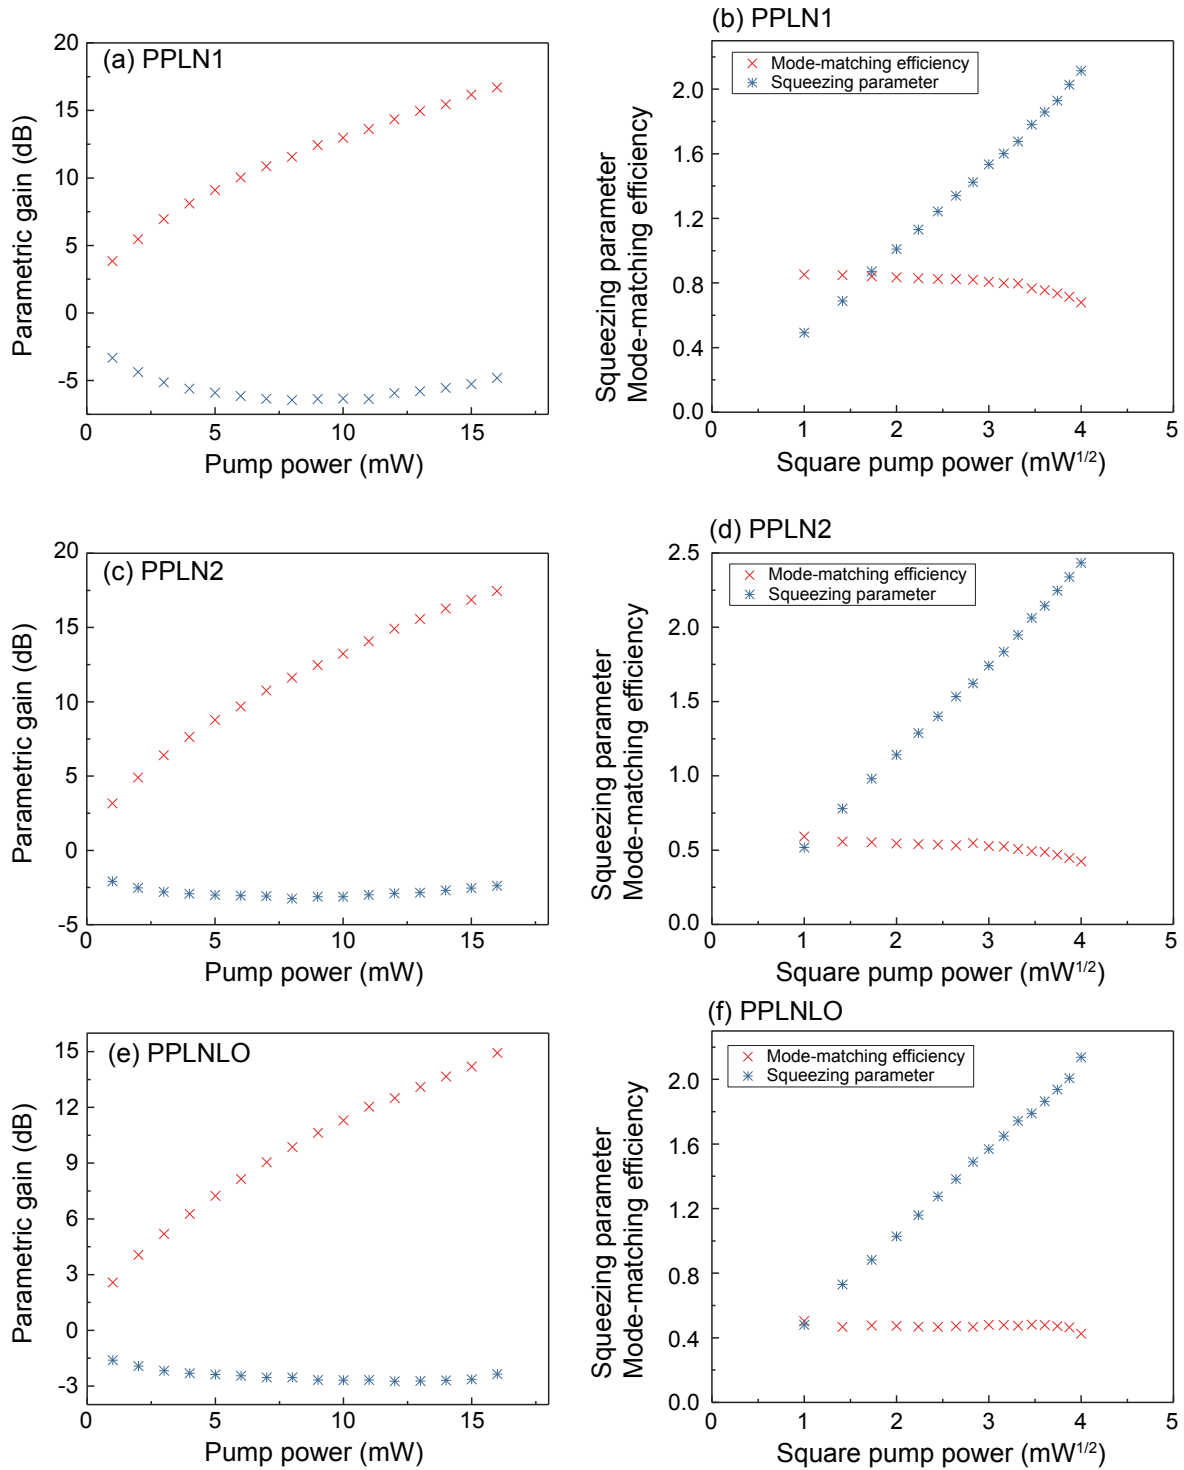 (a) PPLN1
Parametric gain (dB)
20
15
10
5
0
-5
0 5 10 15
Pump power (mW)
(b) PPLN1
Mode-matching efficiency
Squeezing parameter
Squeezing parameter
Mode-matching efficiency
2.0
1.6
1.2
0.8
0.4
0.0
0 1 2 3 4 5
Square pump power (mW1/2)
(c) PPLN2
Parametric gain (dB)
20
15
10
5
0
-5
0 5 10 15
Pump power (mW)
(d) PPLN2
Mode-matching efficiency
Squeezing parameter
Squeezing parameter
Mode-matching efficiency
2.5
2.0
1.5
1.0
0.5
0.0
0 1 2 3 4 5
Square pump power (mW1/2)
(e) PPLNLO
Parametric gain (dB)
15
12
9
6
3
0
-3
0 5 10 15
Pump power (mW)
(f) PPLNLO
Mode-matching efficiency
Squeezing parameter
Squeezing parameter
Mode-matching efficiency
2.0
1.6
1.2
0.8
0.4
0.0
0 1 2 3 4 5
Square pump power (mW1/2)